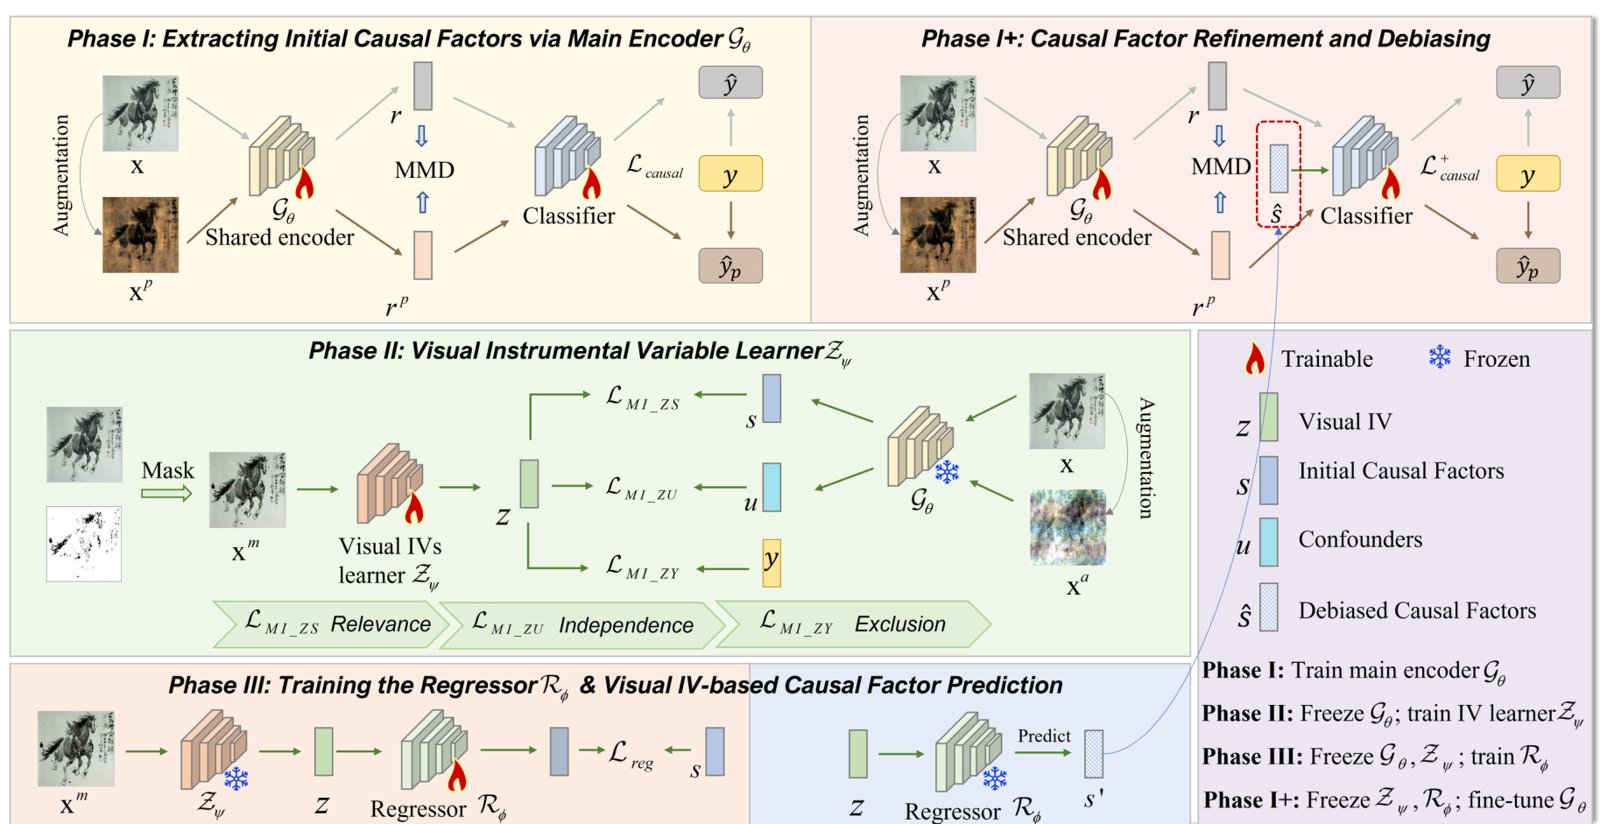 Phase I: Extracting Initial Causal Factors via Main Encoder 𝒢θ
Augmentation
x
xᵖ
𝒢θ
Shared encoder
r
MMD
rᵖ
Classifier
ℒcausal
ŷ
y
ŷp
Phase I+: Causal Factor Refinement and Debiasing
Augmentation
x
xᵖ
𝒢θ
Shared encoder
r
MMD
rᵖ
ŝ
Classifier
ℒ⁺causal
ŷ
y
ŷp
Phase II: Visual Instrumental Variable Learner 𝒵ψ
Mask
xᵐ
Visual IVs
learner 𝒵ψ
z
ℒMI_ZS
ℒMI_ZU
ℒMI_ZY
s
u
y
𝒢θ
x
xᵃ
Augmentation
ℒMI_ZS Relevance
ℒMI_ZU Independence
ℒMI_ZY Exclusion
Phase III: Training the Regressor ℛϕ & Visual IV-based Causal Factor Prediction
xᵐ
𝒵ψ
z
Regressor ℛϕ
ℒreg
s
z
Regressor ℛϕ
Predict
s'
Trainable
Frozen
z Visual IV
s Initial Causal Factors
u Confounders
ŝ Debiased Causal Factors
Phase I: Train main encoder 𝒢θ
Phase II: Freeze 𝒢θ; train IV learner 𝒵ψ
Phase III: Freeze 𝒢θ, 𝒵ψ; train ℛϕ
Phase I+: Freeze 𝒵ψ, ℛϕ; fine-tune 𝒢θ